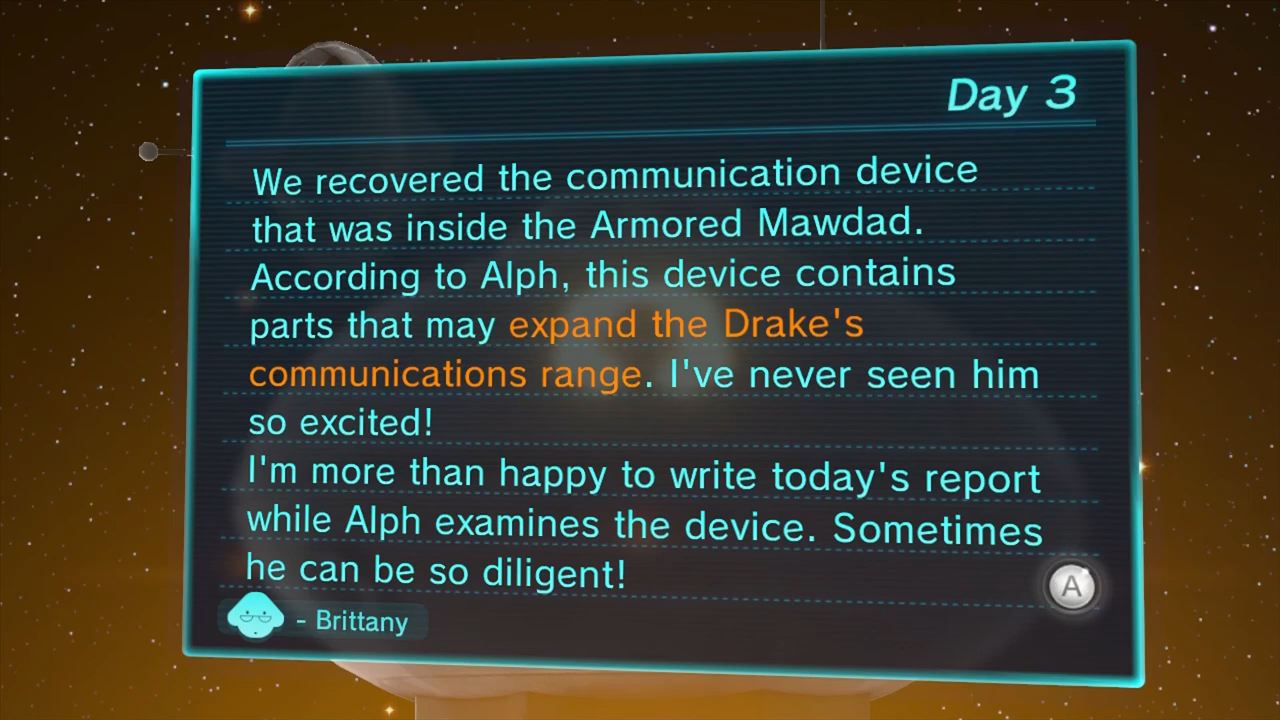 Day 3
We recovered the communication device
that was inside the Armored Mawdad.
According to Alph, this device contains
parts that may expand the Drake's
communications range. I've never seen him
so excited!
I'm more than happy to write today's report
while Alph examines the device. Sometimes
he can be so diligent!
- Brittany
A